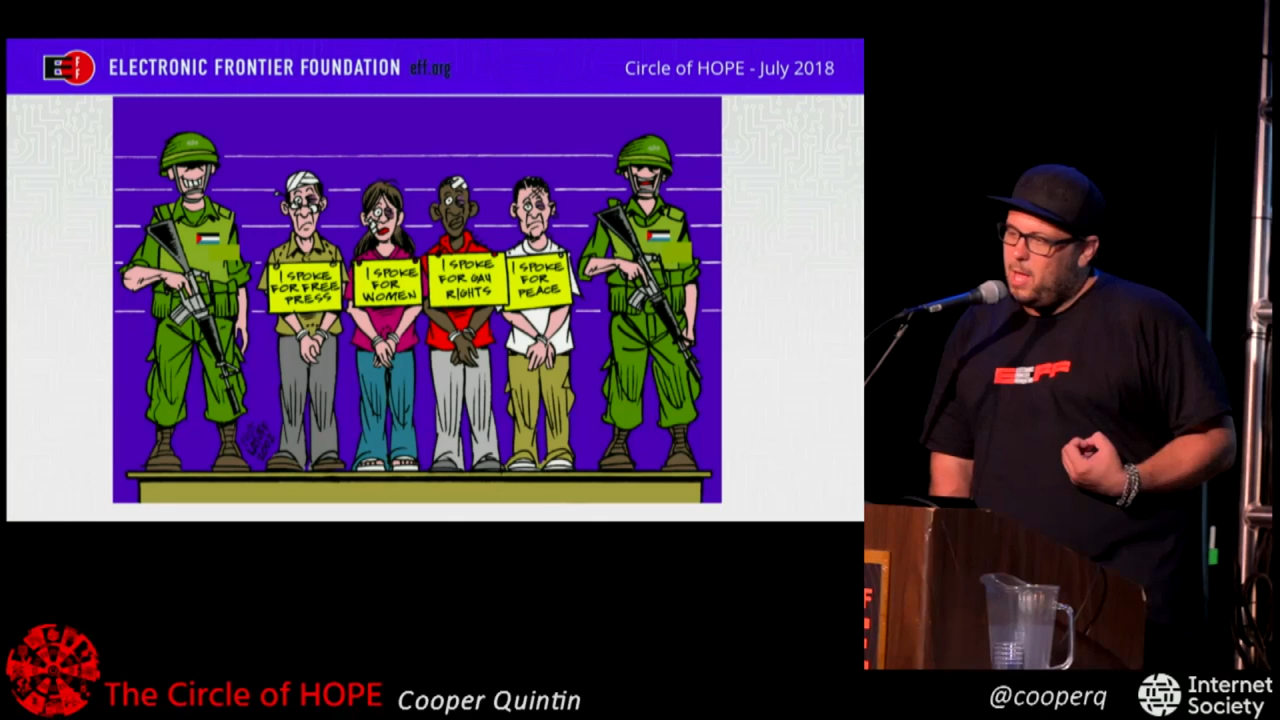 ELECTRONIC FRONTIER FOUNDATION eff.org
Circle of HOPE - July 2018
I SPOKE
FOR FREE
PRESS
I SPOKE
FOR
WOMEN
I SPOKE
FOR GAY
RIGHTS
I SPOKE
FOR
PEACE
EFF
The Circle of HOPE
Cooper Quintin
@cooperq
Internet
Society